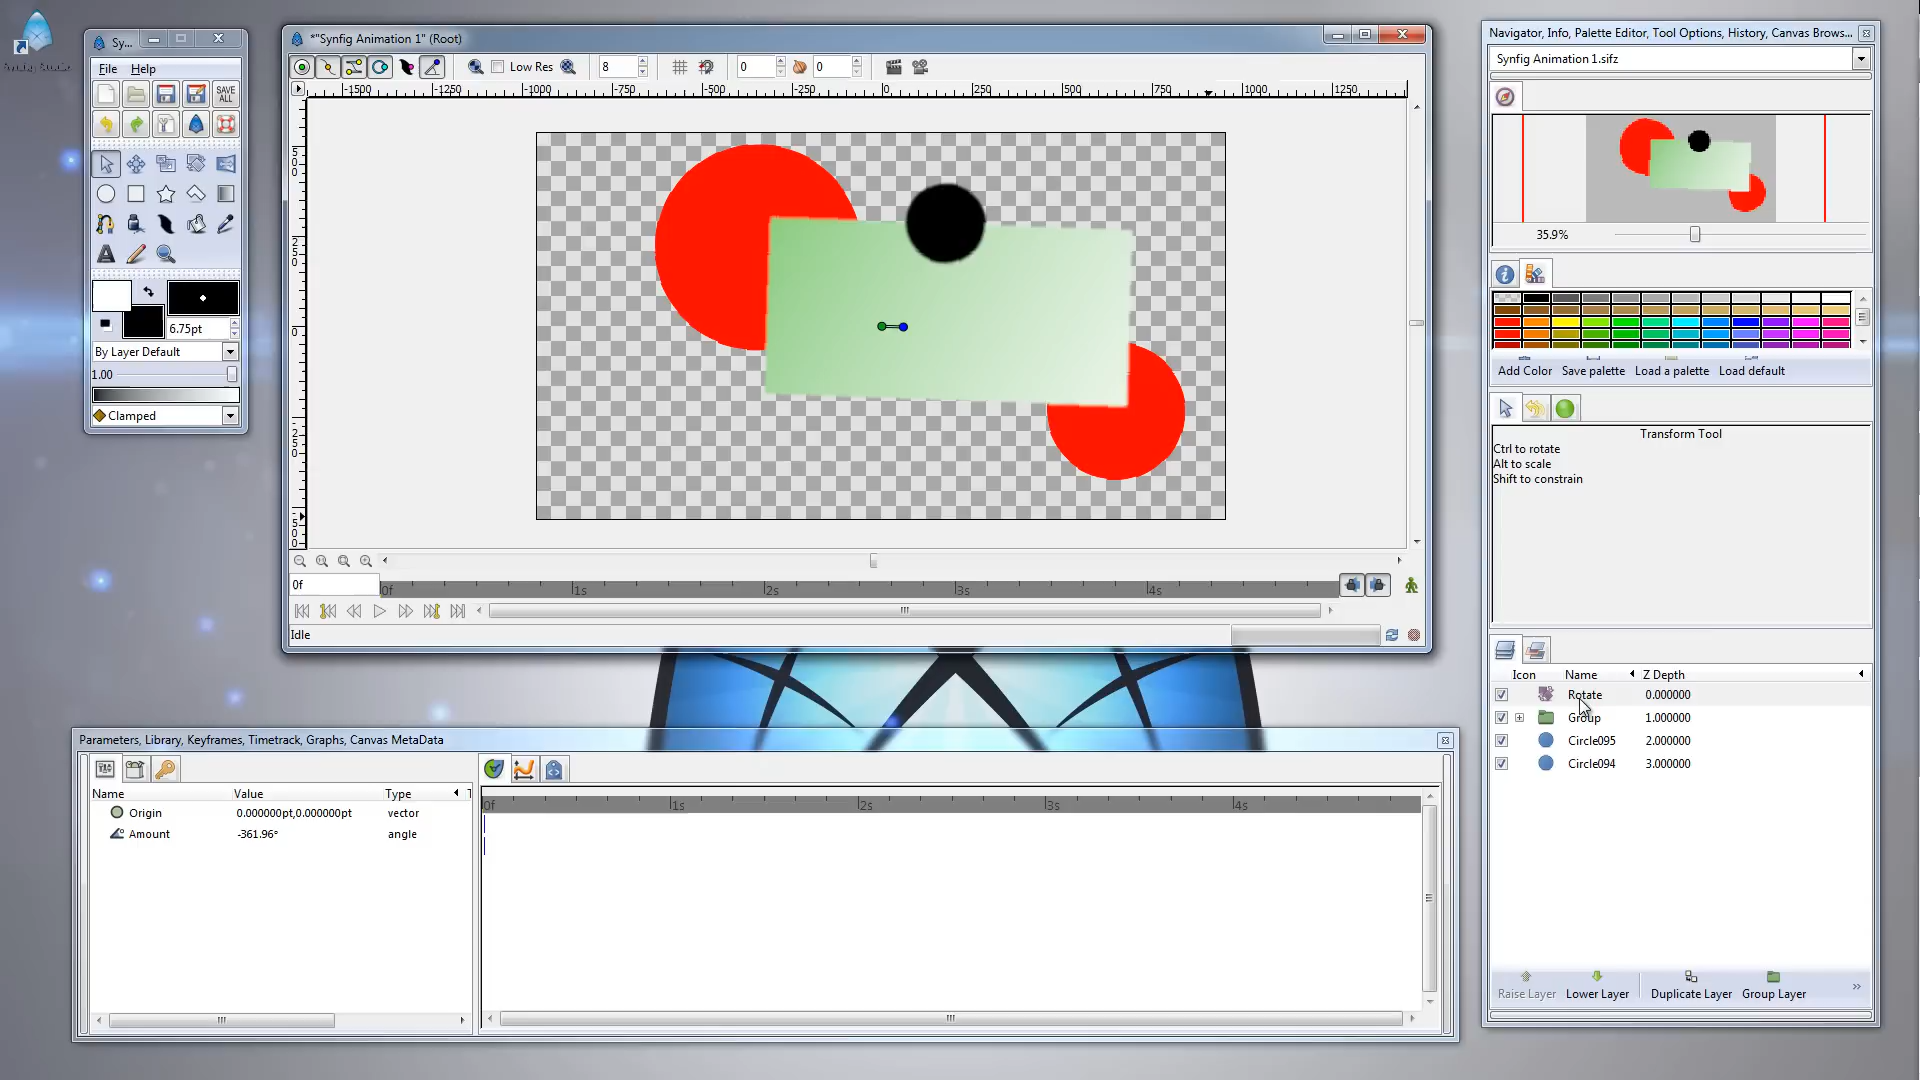 Sy...
File Help
SAVE ALL
6.75pt
By Layer Default
1.00
Clamped
*"Synfig Animation 1" (Root)
Low Res
8
0
0
-1500 -1000 -750 -500 -250 0 250 500 750 1000 1250
0f
0f 1s 2s 3s 4s
Idle
Parameters, Library, Keyframes, Timetrack, Graphs, Canvas MetaData
Name Value Type
Origin 0.000000pt,0.000000pt vector
Amount -361.96° angle
0f 1s 2s 3s 4s
Navigator, Info, Palette Editor, Tool Options, History, Canvas Brows...
Synfig Animation 1.sifz
35.9%
Add Color Save palette Load a palette Load default
Transform Tool
Ctrl to rotate
Alt to scale
Shift to constrain
Icon Name Z Depth
Rotate 0.000000
Group 1.000000
Circle095 2.000000
Circle094 3.000000
Raise Layer Lower Layer Duplicate Layer Group Layer